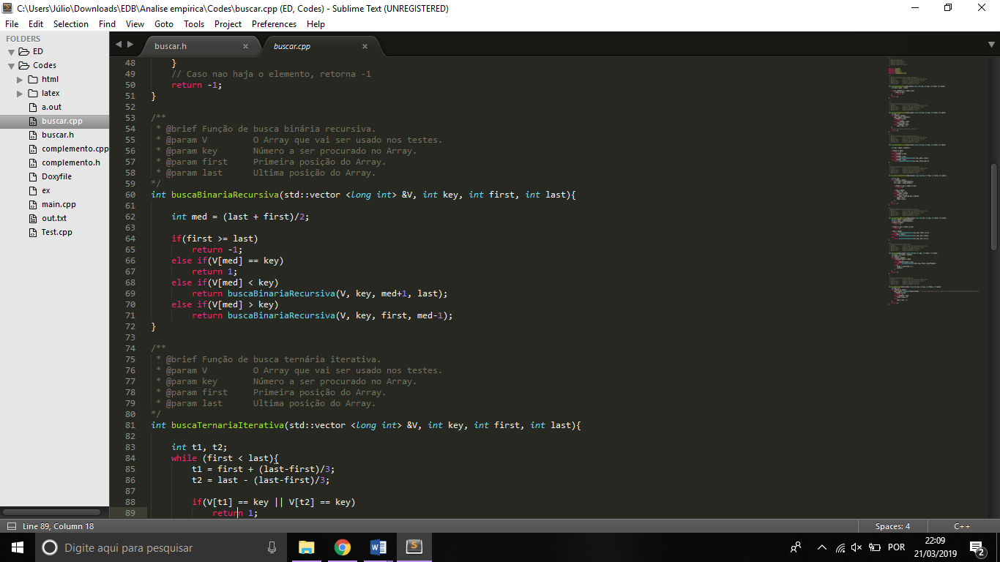 C:\Users\Júlio\Downloads\EDB\Analise empirica\Codes\buscar.cpp (ED, Codes) - Sublime Text (UNREGISTERED)
File Edit Selection Find View Goto Tools Project Preferences Help
FOLDERS
ED
Codes
html
latex
a.out
buscar.cpp
buscar.h
complemento.cpp
complemento.h
Doxyfile
ex
main.cpp
out.txt
Test.cpp
buscar.h × buscar.cpp ×
48 }
49 // Caso nao haja o elemento, retorna -1
50 return -1;
51 }
52
53 /**
54 * @brief Função de busca binária recursiva.
55 * @param V O Array que vai ser usado nos testes.
56 * @param key Número a ser procurado no Array.
57 * @param first Primeira posição do Array.
58 * @param last Ultima posição do Array.
59 */
60 int buscaBinariaRecursiva(std::vector <long int> &V, int key, int first, int last){
61
62 int med = (last + first)/2;
63
64 if(first >= last)
65 return -1;
66 else if(V[med] == key)
67 return 1;
68 else if(V[med] < key)
69 return buscaBinariaRecursiva(V, key, med+1, last);
70 else if(V[med] > key)
71 return buscaBinariaRecursiva(V, key, first, med-1);
72 }
73
74 /**
75 * @brief Função de busca ternária iterativa.
76 * @param V O Array que vai ser usado nos testes.
77 * @param key Número a ser procurado no Array.
78 * @param first Primeira posição do Array.
79 * @param last Ultima posição do Array.
80 */
81 int buscaTernariaIterativa(std::vector <long int> &V, int key, int first, int last){
82
83 int t1, t2;
84 while (first < last){
85 t1 = first + (last-first)/3;
86 t2 = last - (last-first)/3;
87
88 if(V[t1] == key || V[t2] == key)
89 return 1;
Line 89, Column 18 Spaces: 4 C++
Digite aqui para pesquisar
POR
22:09
21/03/2019
2